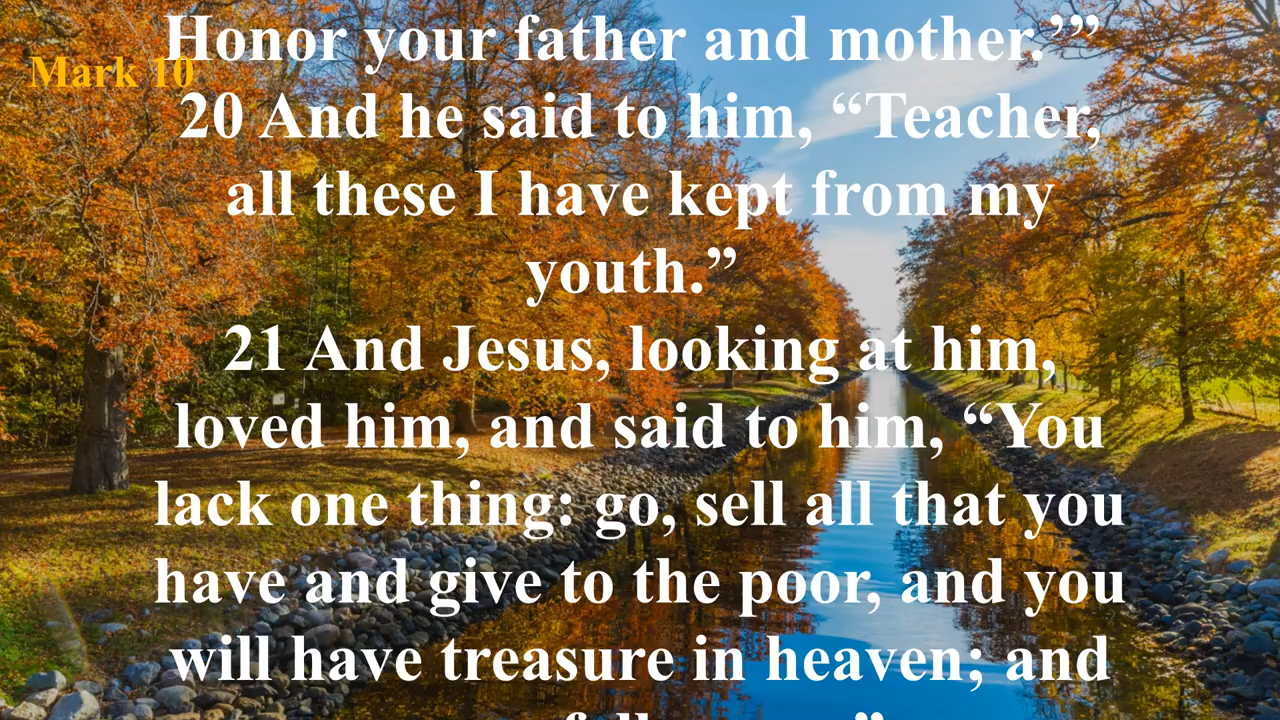 Honor your father and mother.’”
Mark 10
20 And he said to him, “Teacher,
all these I have kept from my
youth.”
21 And Jesus, looking at him,
loved him, and said to him, “You
lack one thing: go, sell all that you
have and give to the poor, and you
will have treasure in heaven; and